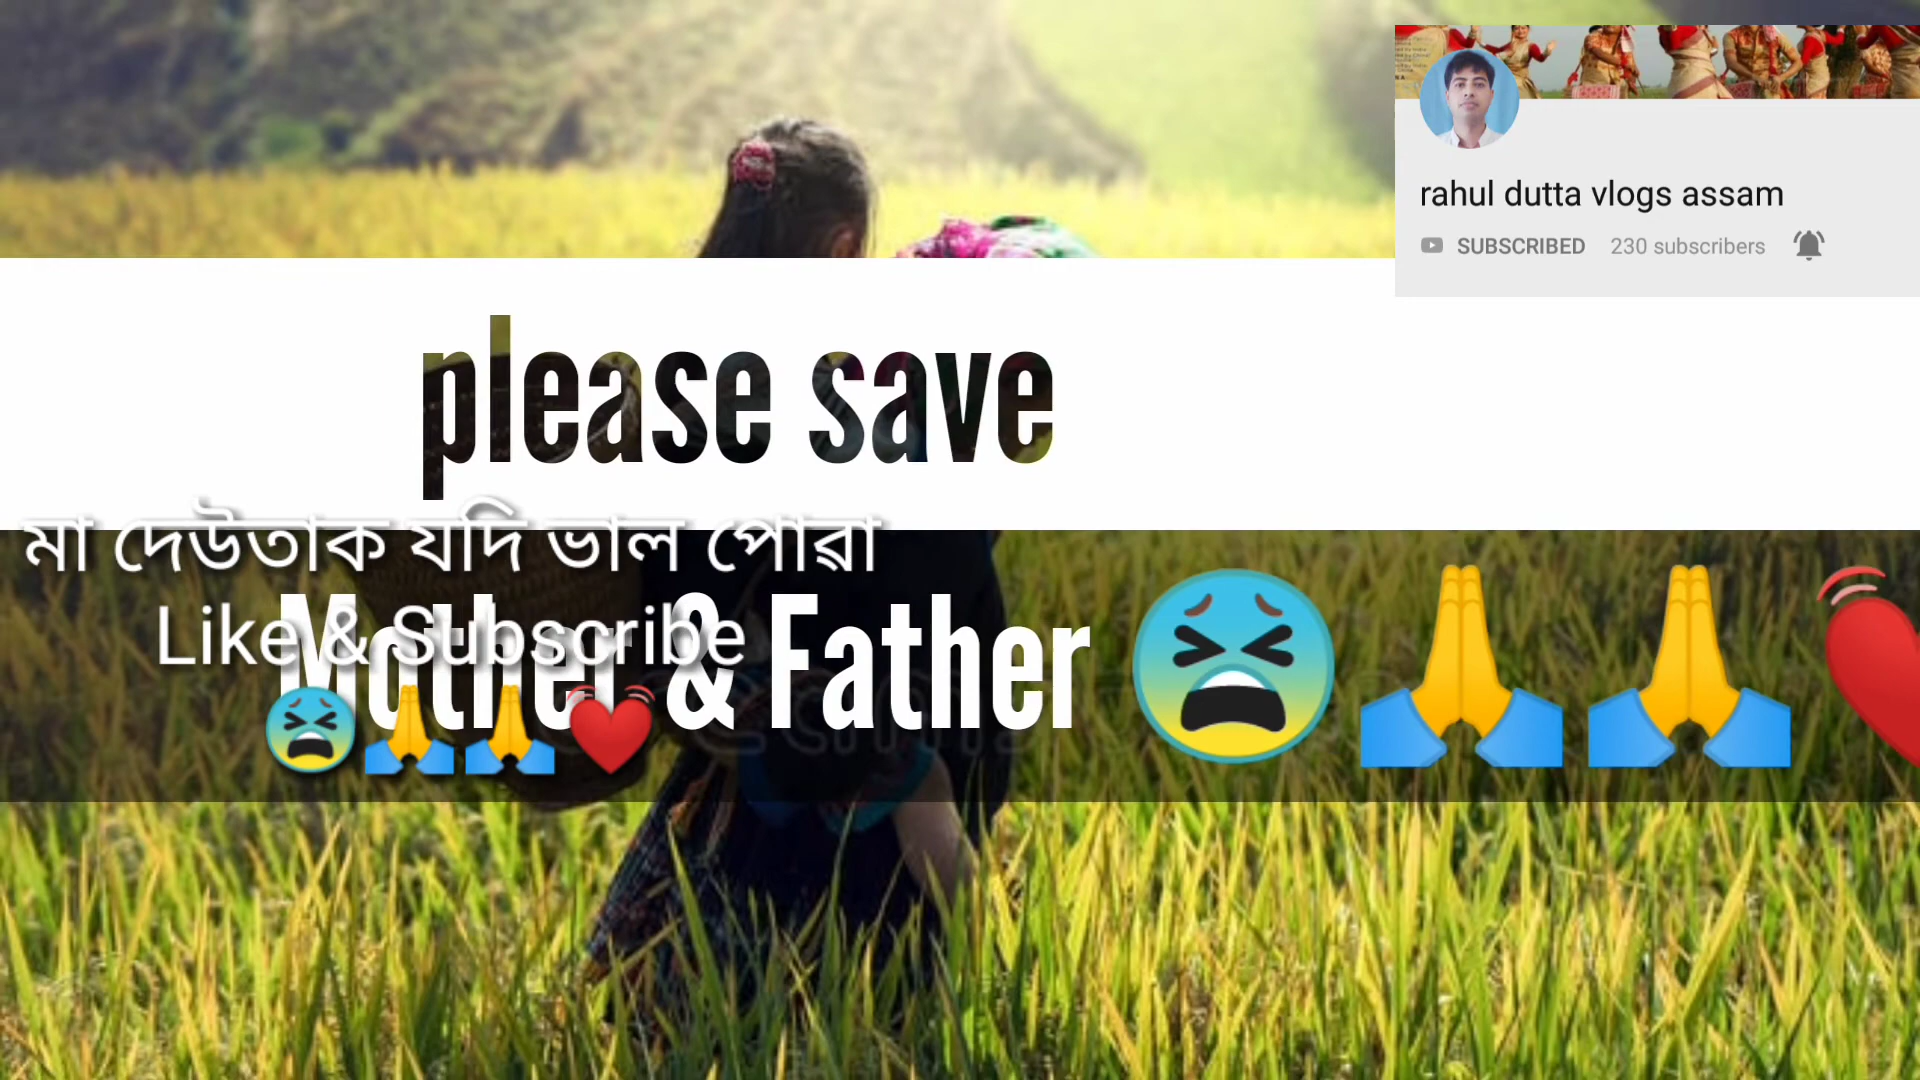 rahul dutta vlogs assam
SUBSCRIBED 230 subscribers
please save
মা দেউতাক যদি ভাল পোৱা
Like & Subscribe
Mother & Father 😫🙏🙏💓
😫🙏🙏💓